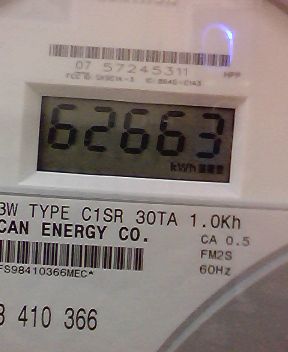 07 57245311
HPP
62663
kWh
3W TYPE C1SR 30TA 1.0Kh
CAN ENERGY CO.
CA 0.5
FM2S
60Hz
FS98410366MEC*
3 410 366